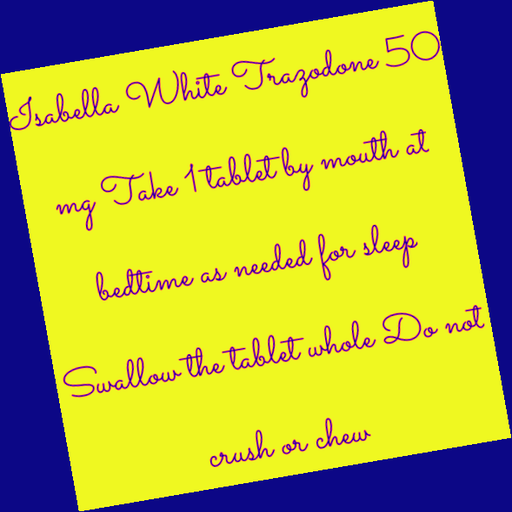 Isabella White Trazodone 50
mg Take 1 tablet by mouth at
bedtime as needed for sleep
Swallow the tablet whole Do not
crush or chew